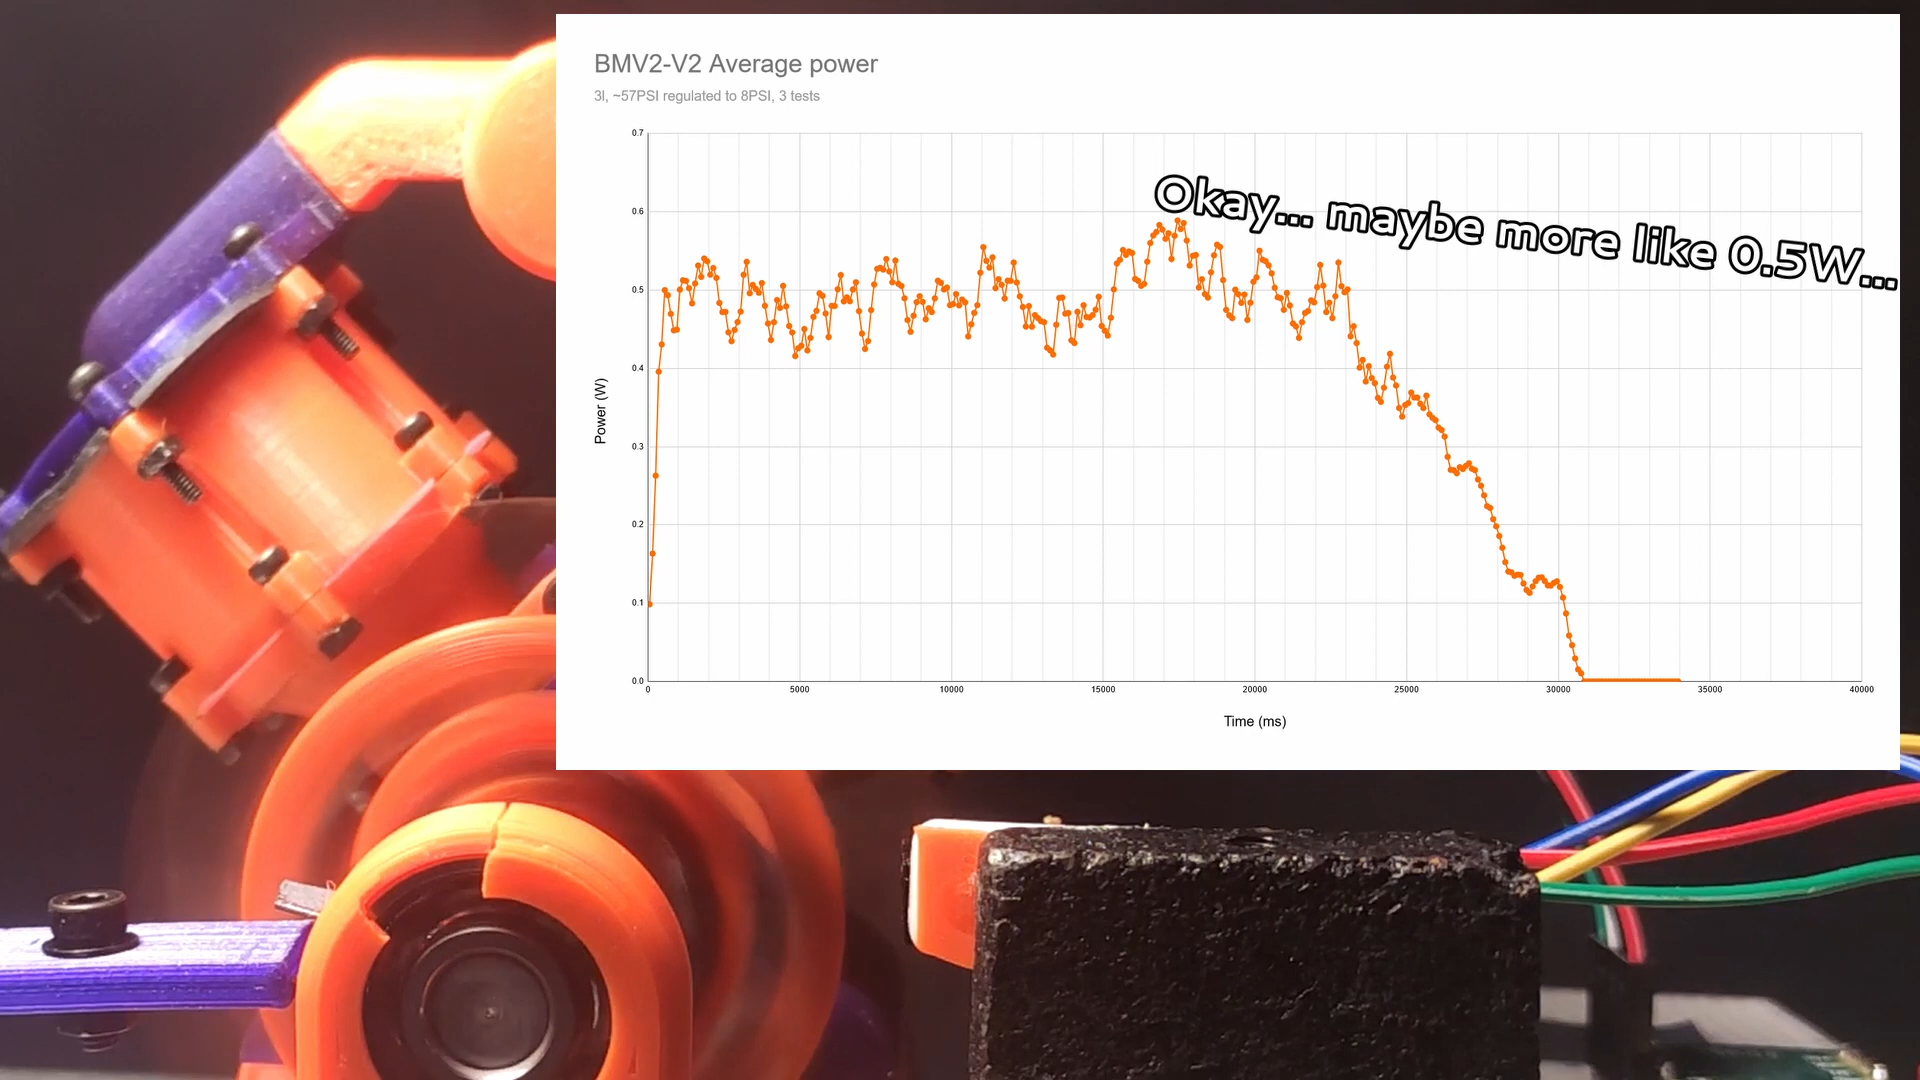 BMV2-V2 Average power
3l, ~57PSI regulated to 8PSI, 3 tests
Okay... maybe more like 0.5W...
0.7
0.6
0.5
0.4
0.3
0.2
0.1
0.0
Power (W)
0 5000 10000 15000 20000 25000 30000 35000 40000
Time (ms)